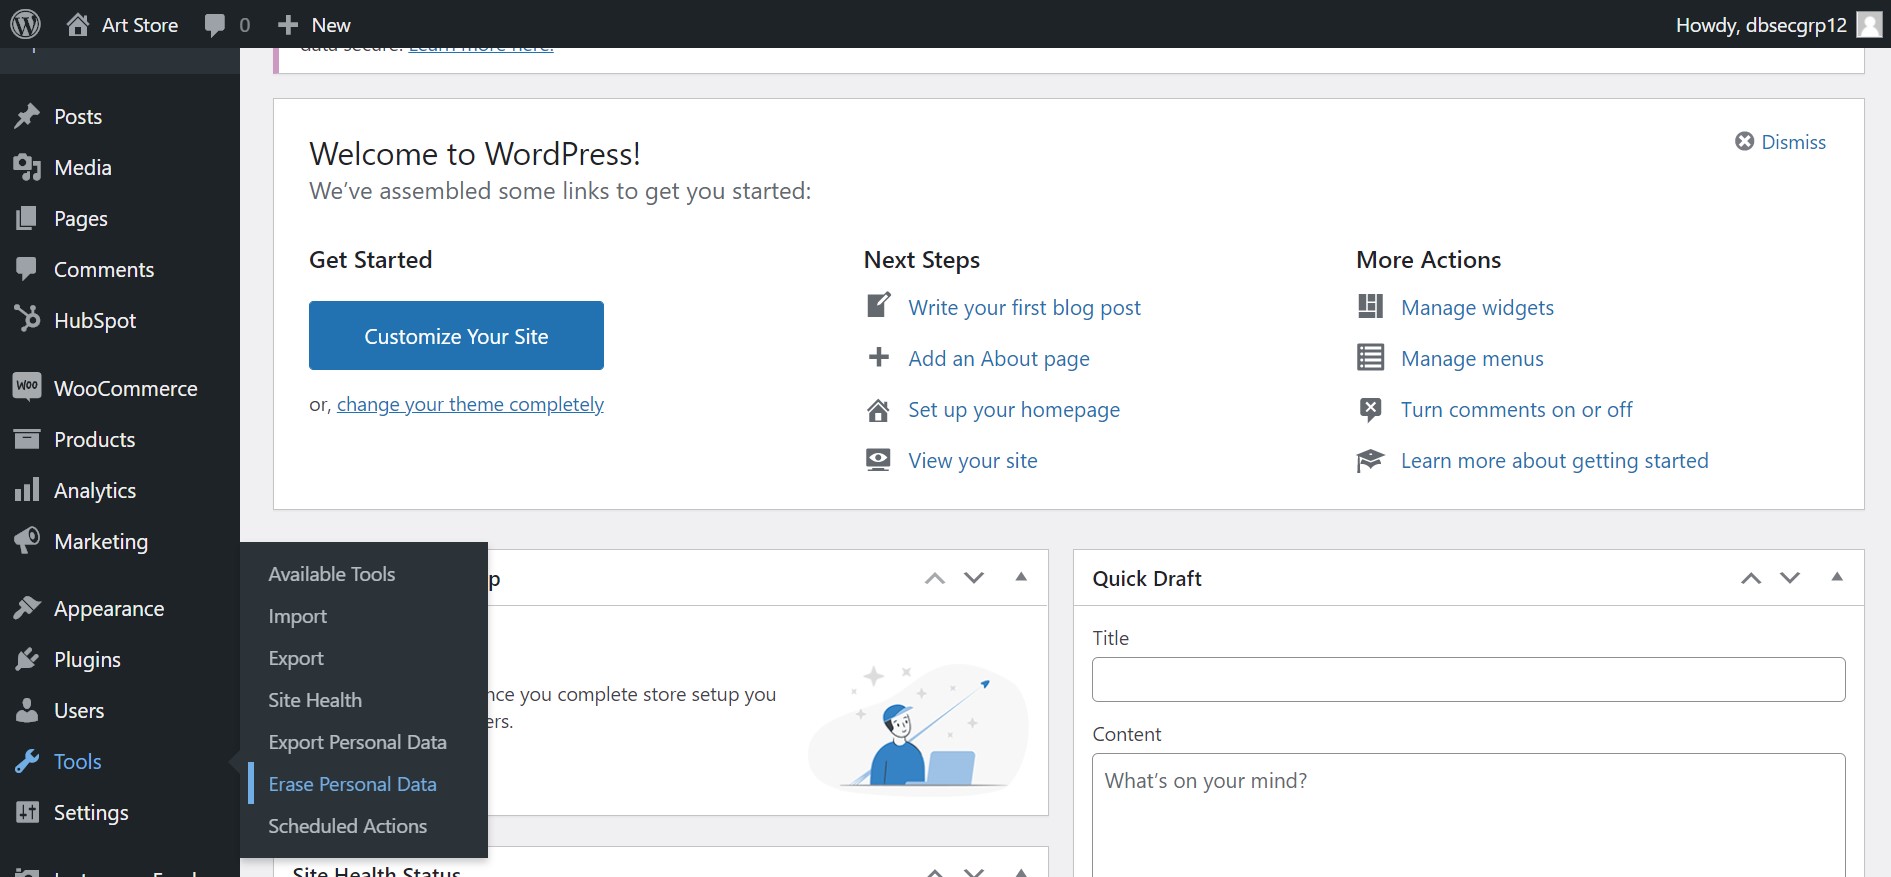 Art Store 0 New Howdy, dbsecgrp12
data secure. Learn more here.
Posts
Media
Pages
Comments
HubSpot
WOO WooCommerce
Products
Analytics
Marketing
Appearance
Plugins
Users
Tools
Settings
Available Tools
Import
Export
Site Health
Export Personal Data
Erase Personal Data
Scheduled Actions
Welcome to WordPress!
Dismiss
We’ve assembled some links to get you started:
Get Started
Customize Your Site
or, change your theme completely
Next Steps
Write your first blog post
Add an About page
Set up your homepage
View your site
More Actions
Manage widgets
Manage menus
Turn comments on or off
Learn more about getting started
p
nce you complete store setup you
ers.
Site Health Status
Quick Draft
Title
Content
What’s on your mind?